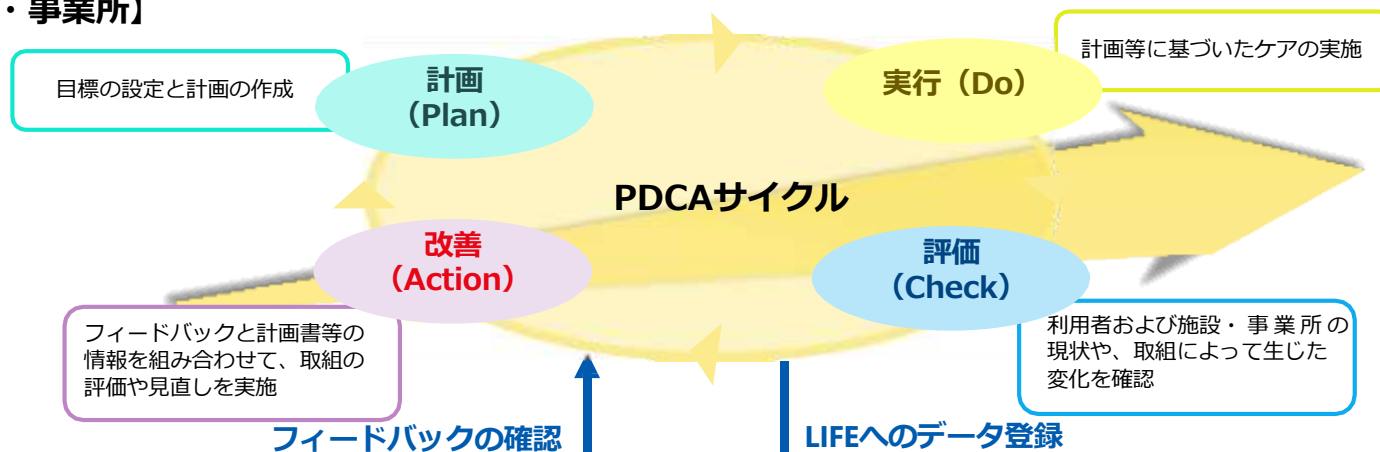 ・事業所】
目標の設定と計画の作成
計画
（Plan）
実行（Do）
計画等に基づいたケアの実施
PDCAサイクル
改善
（Action）
評価
（Check）
フィードバックと計画書等の
情報を組み合わせて、取組の
評価や見直しを実施
利用者および施設・事業所の
現状や、取組によって生じた
変化を確認
フィードバックの確認
LIFEへのデータ登録